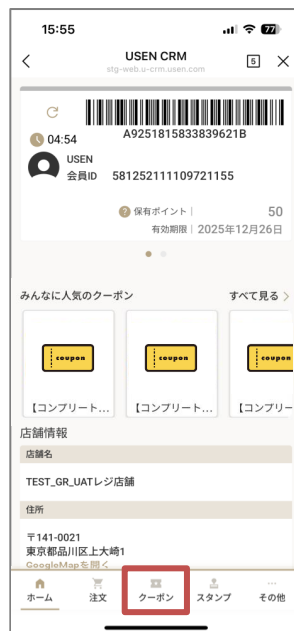 15:55
77
USEN CRM
stg-web.u-crm.usen.com
5
A9251815833839621B
04:54
USEN
会員ID 581252111109721155
? 保有ポイント | 50
有効期限 | 2025年12月26日
みんなに人気のクーポン すべて見る >
coupon coupon coupon
【コンプリート... 【コンプリート... 【コンプリー
店舗情報
店舗名
TEST_GR_UATレジ店舗
住所
〒141-0021
東京都品川区上大崎1
GoogleMapを開く
ホーム 注文 クーポン スタンプ その他